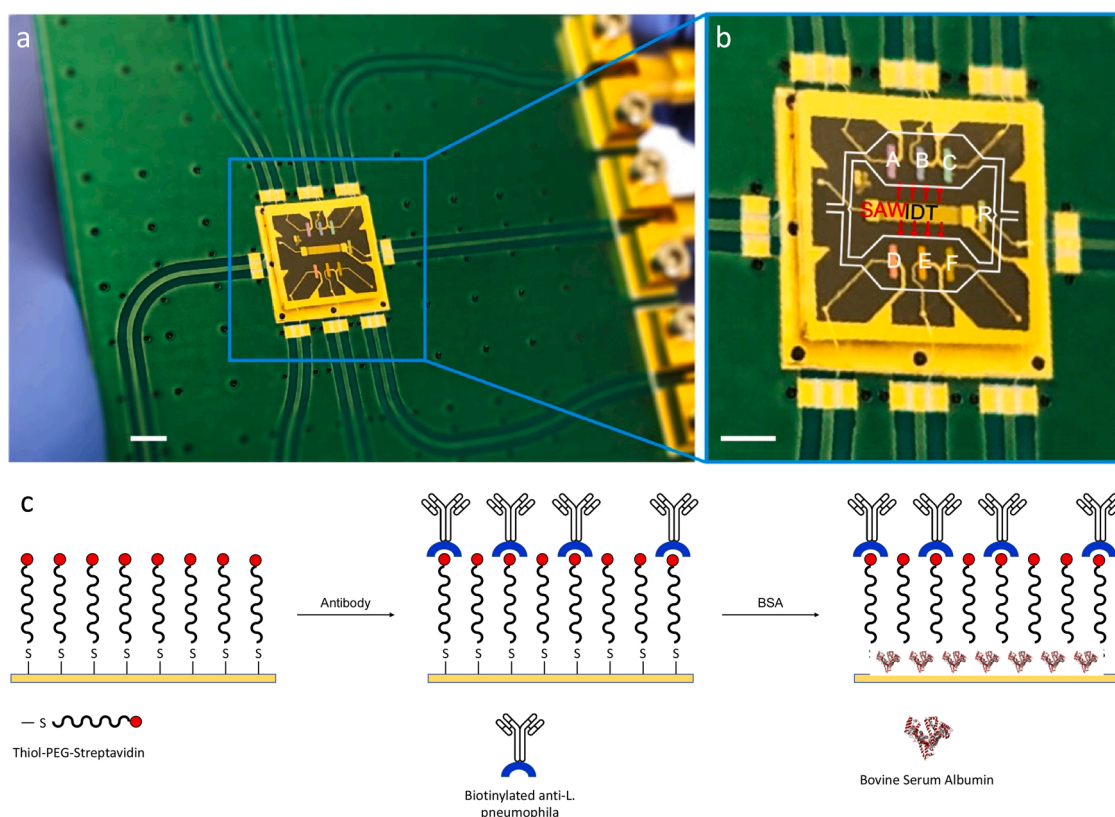 a
b
A B C
SAW IDT R
D E F
c
Antibody
BSA
S S S S S S S S
S S S S S S S S
— S
Thiol-PEG-Streptavidin
Biotinylated anti-L.
pneumophila
Bovine Serum Albumin